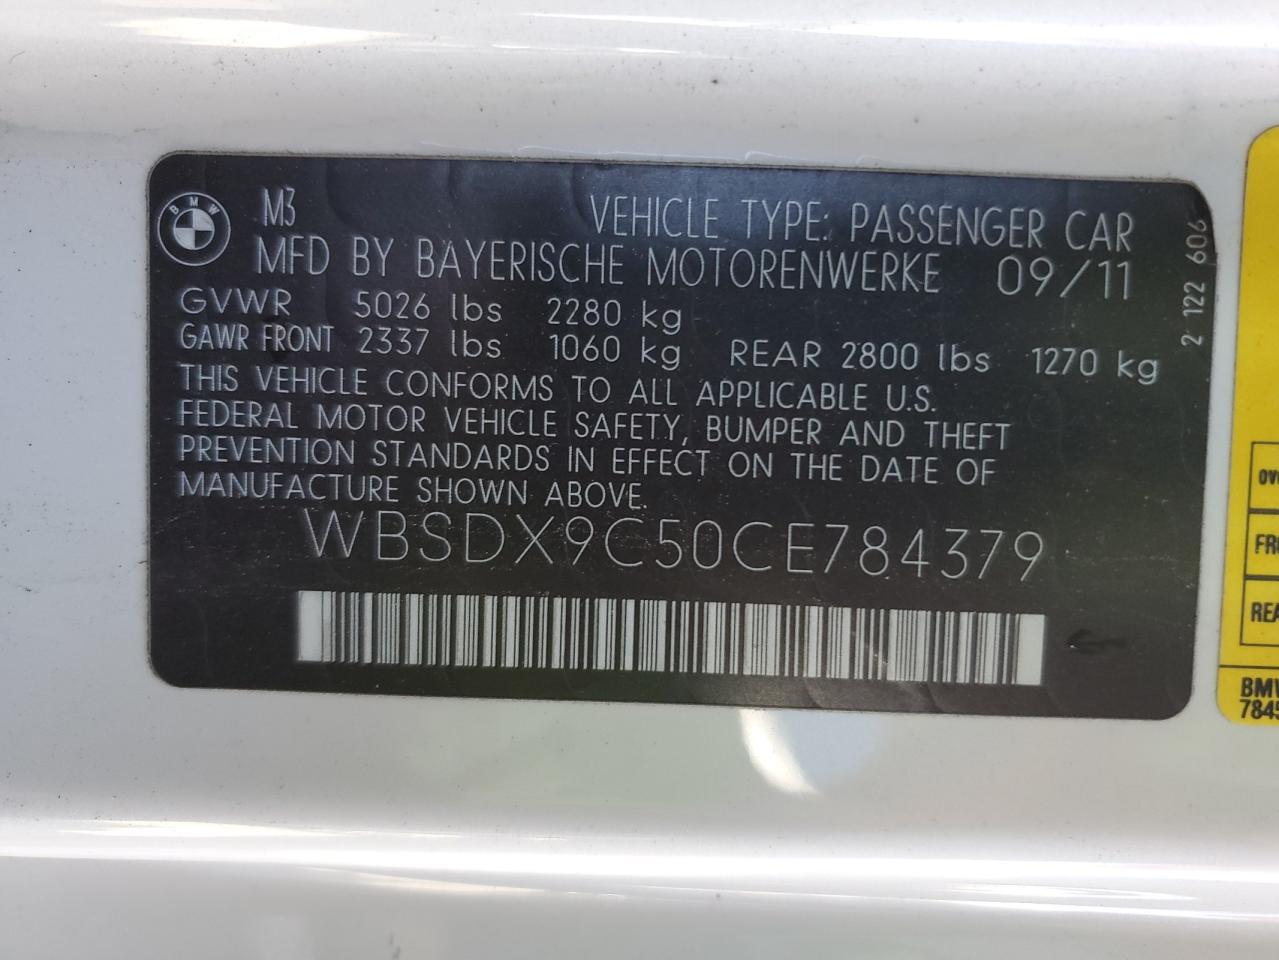 BMW
M3
VEHICLE TYPE: PASSENGER CAR
MFD BY BAYERISCHE MOTORENWERKE 09/11
GVWR 5026 lbs 2280 kg
GAWR FRONT 2337 lbs 1060 kg REAR 2800 lbs 1270 kg
THIS VEHICLE CONFORMS TO ALL APPLICABLE U.S.
FEDERAL MOTOR VEHICLE SAFETY, BUMPER AND THEFT
PREVENTION STANDARDS IN EFFECT ON THE DATE OF
MANUFACTURE SHOWN ABOVE.
WBSDX9C50CE784379
2 122 606